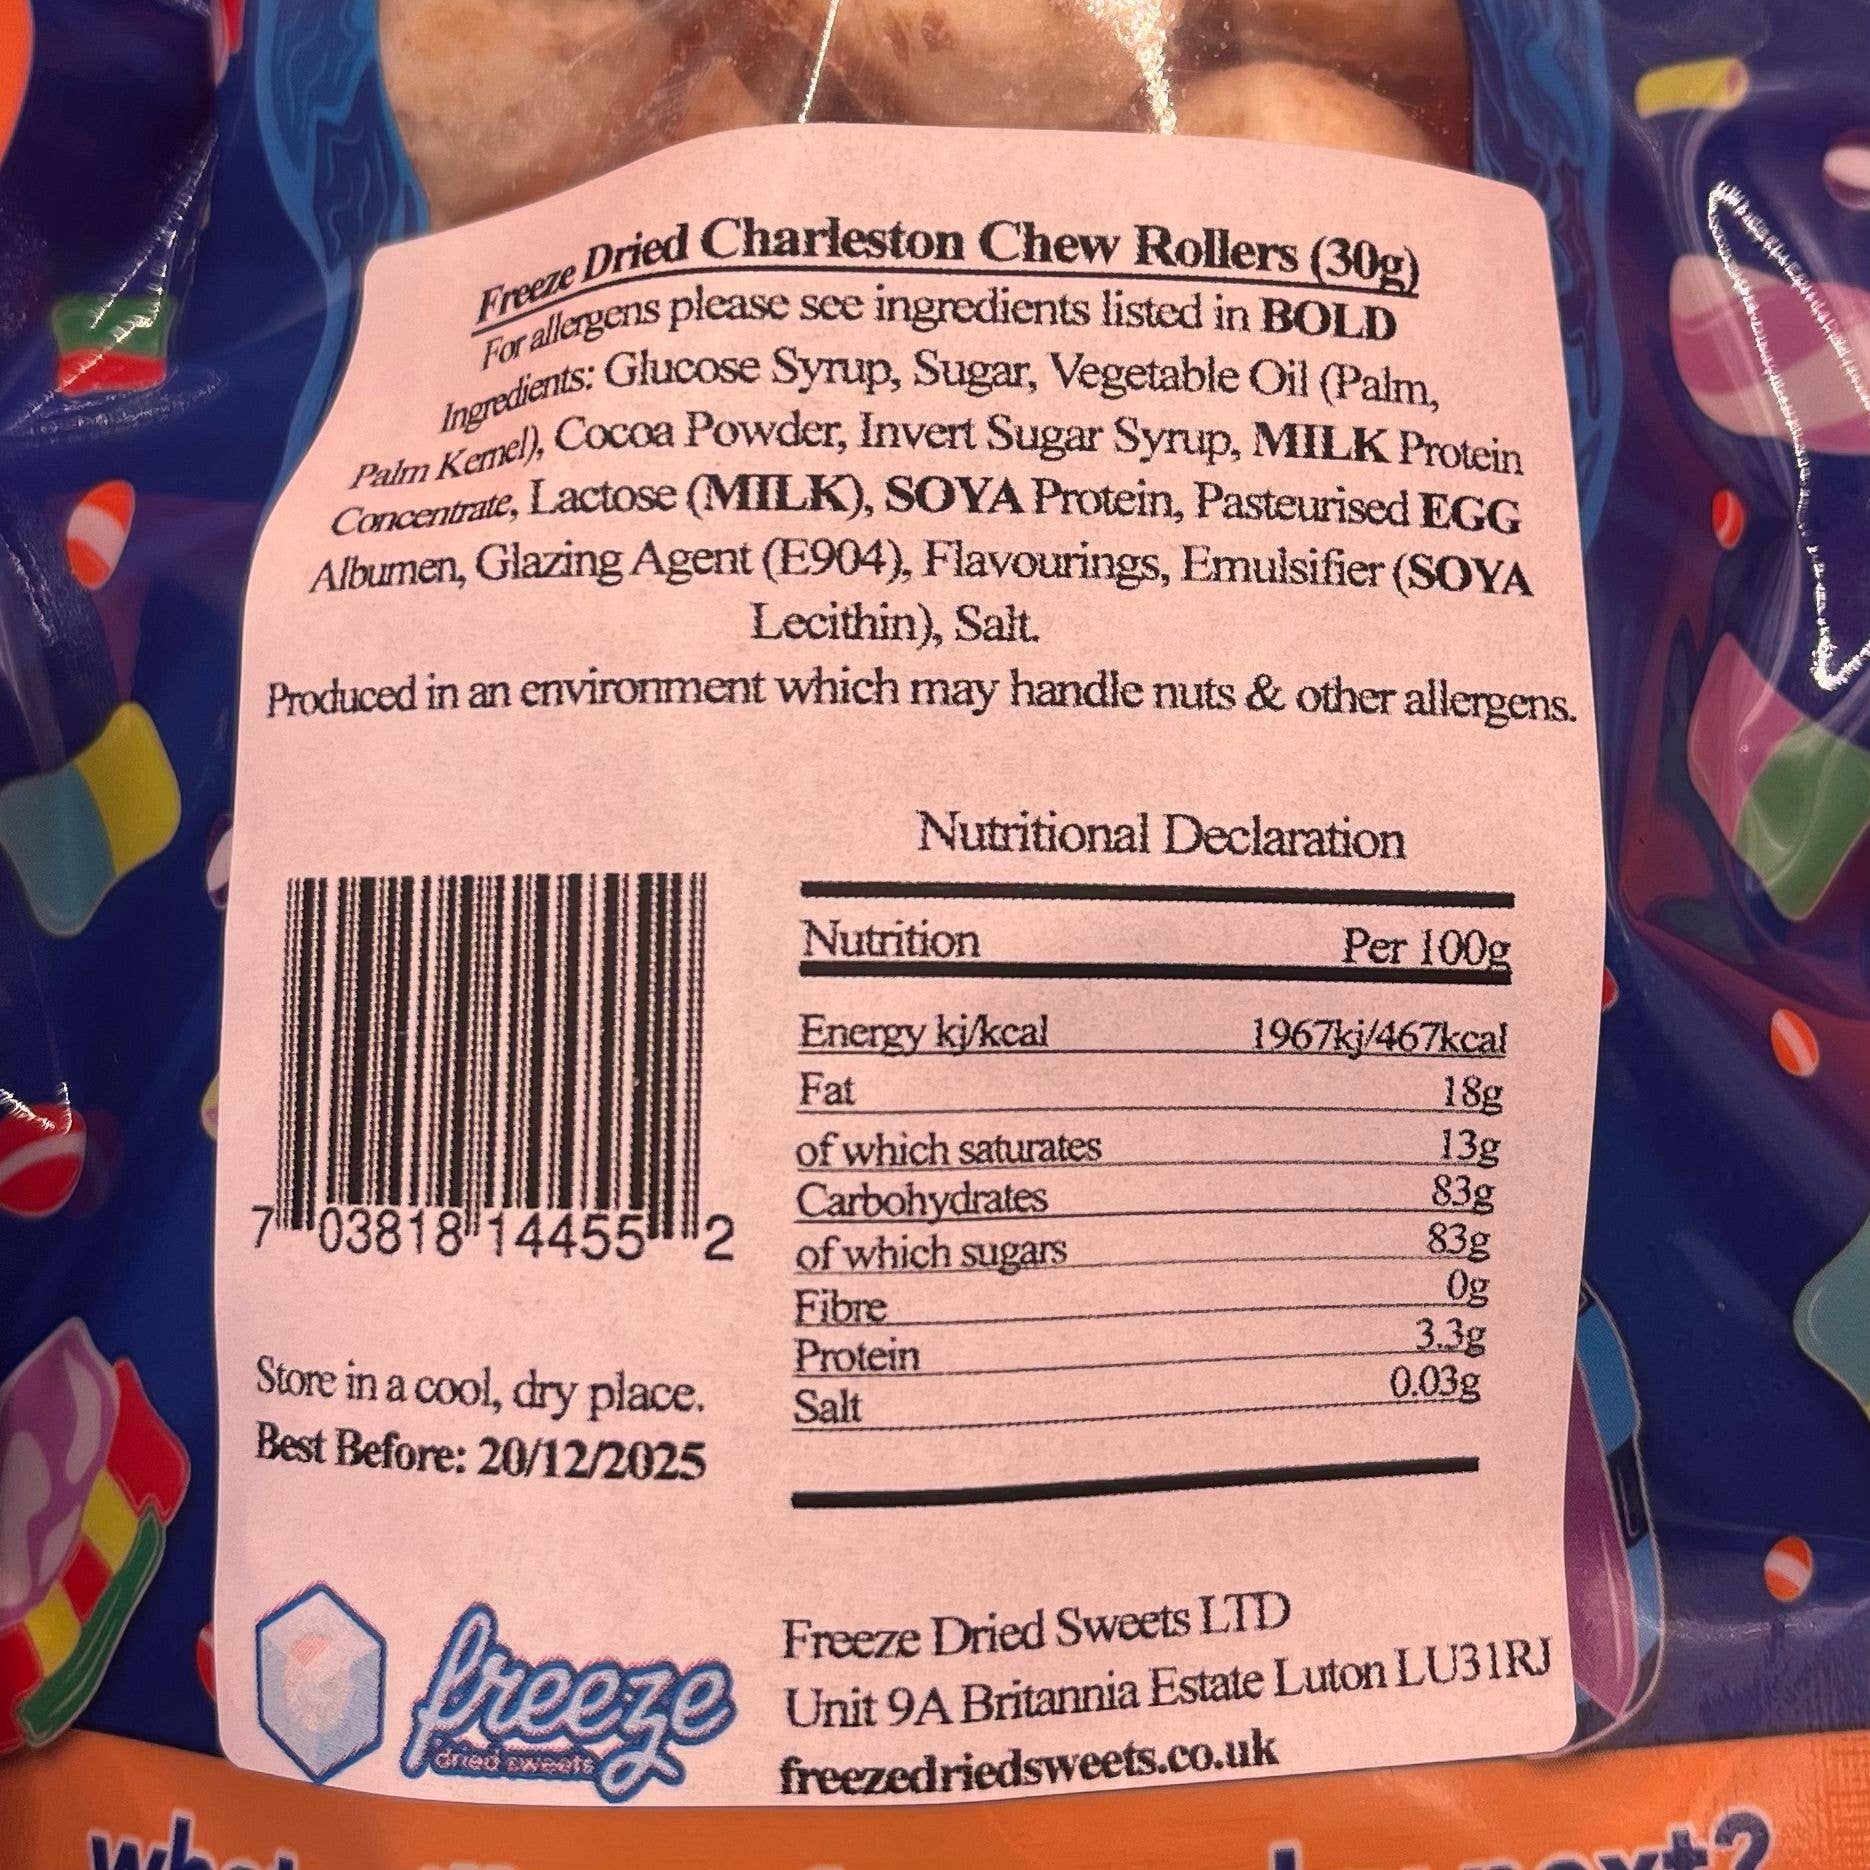 Freeze Dried Charleston Chew Rollers (30g)
For allergens please see ingredients listed in BOLD
Ingredients: Glucose Syrup, Sugar, Vegetable Oil (Palm,
Palm Kernel), Cocoa Powder, Invert Sugar Syrup, MILK Protein
Concentrate, Lactose (MILK), SOYA Protein, Pasteurised EGG
Albumen, Glazing Agent (E904), Flavourings, Emulsifier (SOYA
Lecithin), Salt.
Produced in an environment which may handle nuts & other allergens.
Nutritional Declaration
Nutrition Per 100g
Energy kj/kcal 1967kj/467kcal
Fat 18g
of which saturates 13g
Carbohydrates 83g
of which sugars 83g
Fibre 0g
Protein 3.3g
Salt 0.03g
7 03818 14455 2
Store in a cool, dry place.
Best Before: 20/12/2025
freeze
dried sweets
Freeze Dried Sweets LTD
Unit 9A Britannia Estate Luton LU31RJ
freezedriedsweets.co.uk